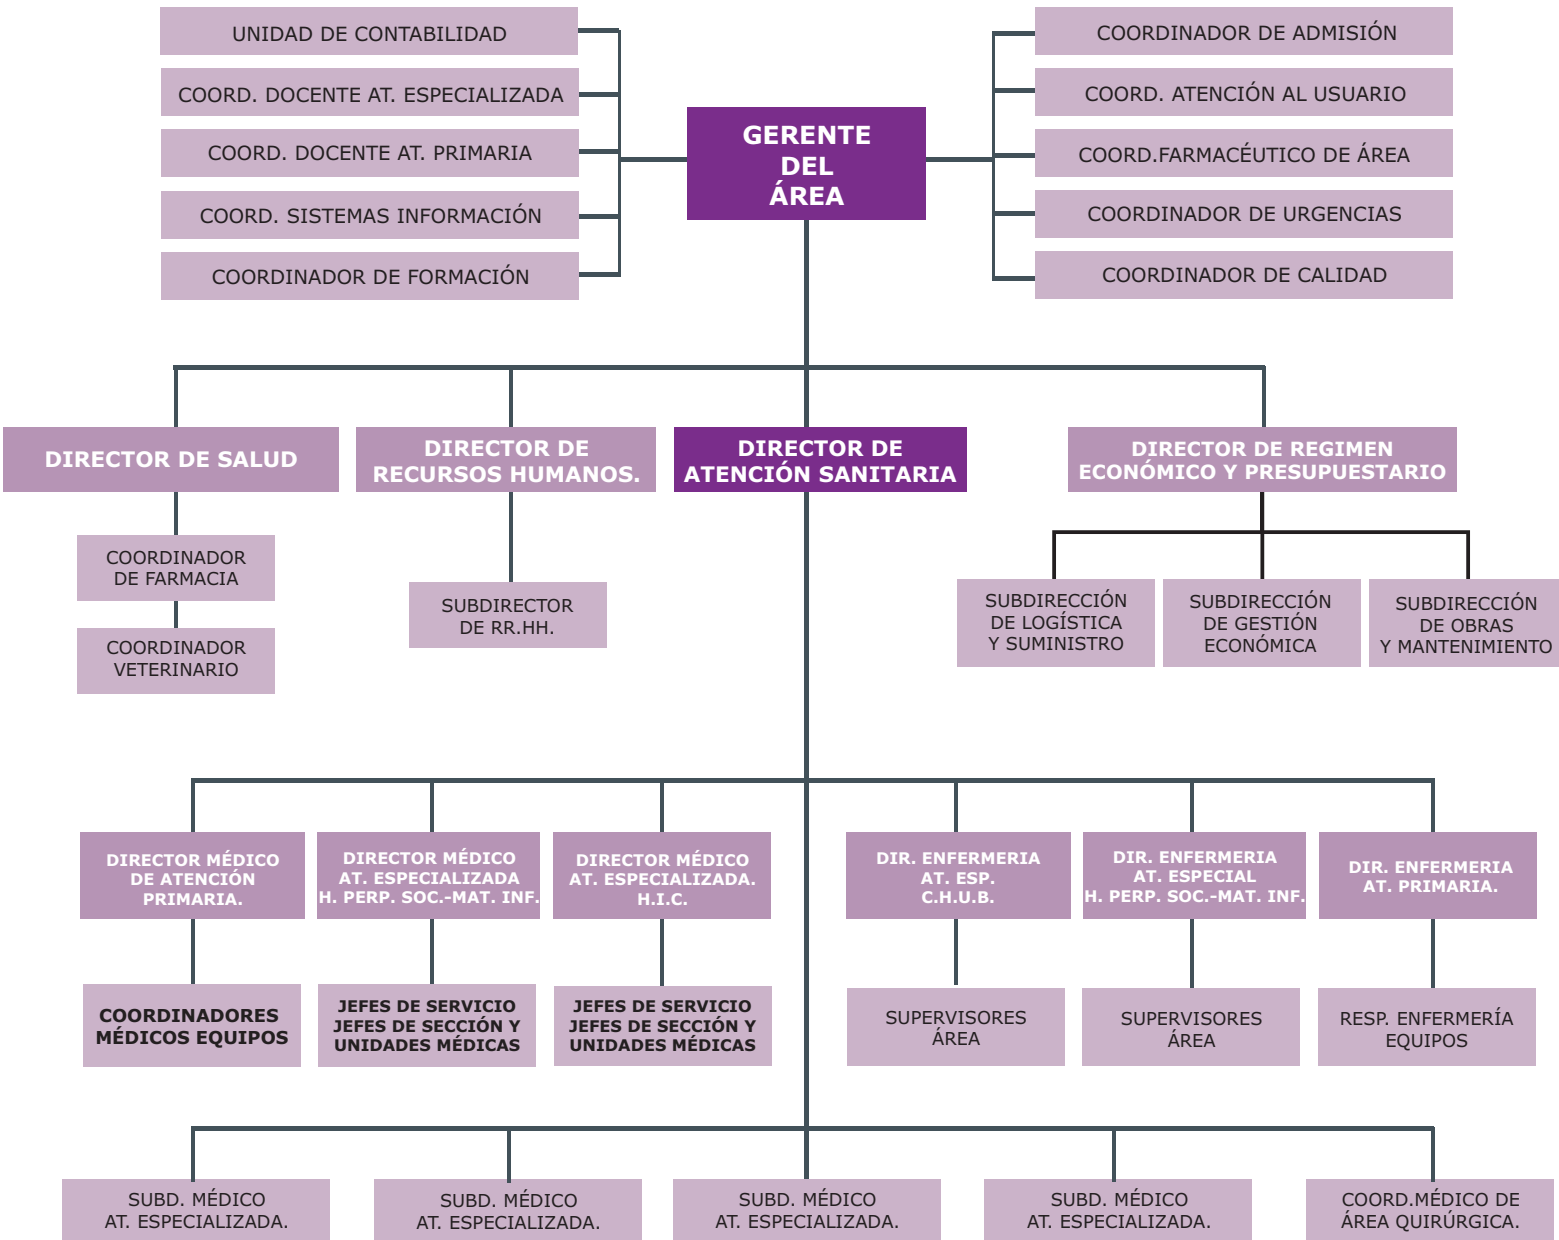 UNIDAD DE CONTABILIDAD
COORD. DOCENTE AT. ESPECIALIZADA
COORD. DOCENTE AT. PRIMARIA
COORD. SISTEMAS INFORMACIÓN
COORDINADOR DE FORMACIÓN
GERENTE
DEL
ÁREA
COORDINADOR DE ADMISIÓN
COORD. ATENCIÓN AL USUARIO
COORD.FARMACÉUTICO DE ÁREA
COORDINADOR DE URGENCIAS
COORDINADOR DE CALIDAD
DIRECTOR DE SALUD
DIRECTOR DE
RECURSOS HUMANOS.
DIRECTOR DE
ATENCIÓN SANITARIA
DIRECTOR DE REGIMEN
ECONÓMICO Y PRESUPUESTARIO
COORDINADOR
DE FARMACIA
COORDINADOR
VETERINARIO
SUBDIRECTOR
DE RR.HH.
SUBDIRECCIÓN
DE LOGÍSTICA
Y SUMINISTRO
SUBDIRECCIÓN
DE GESTIÓN
ECONÓMICA
SUBDIRECCIÓN
DE OBRAS
Y MANTENIMIENTO
DIRECTOR MÉDICO
DE ATENCIÓN
PRIMARIA.
DIRECTOR MÉDICO
AT. ESPECIALIZADA
H. PERP. SOC.-MAT. INF.
DIRECTOR MÉDICO
AT. ESPECIALIZADA.
H.I.C.
DIR. ENFERMERIA
AT. ESP.
C.H.U.B.
DIR. ENFERMERIA
AT. ESPECIAL
H. PERP. SOC.-MAT. INF.
DIR. ENFERMERIA
AT. PRIMARIA.
COORDINADORES
MÉDICOS EQUIPOS
JEFES DE SERVICIO
JEFES DE SECCIÓN Y
UNIDADES MÉDICAS
JEFES DE SERVICIO
JEFES DE SECCIÓN Y
UNIDADES MÉDICAS
SUPERVISORES
ÁREA
SUPERVISORES
ÁREA
RESP. ENFERMERÍA
EQUIPOS
SUBD. MÉDICO
AT. ESPECIALIZADA.
SUBD. MÉDICO
AT. ESPECIALIZADA.
SUBD. MÉDICO
AT. ESPECIALIZADA.
SUBD. MÉDICO
AT. ESPECIALIZADA.
COORD.MÉDICO DE
ÁREA QUIRÚRGICA.